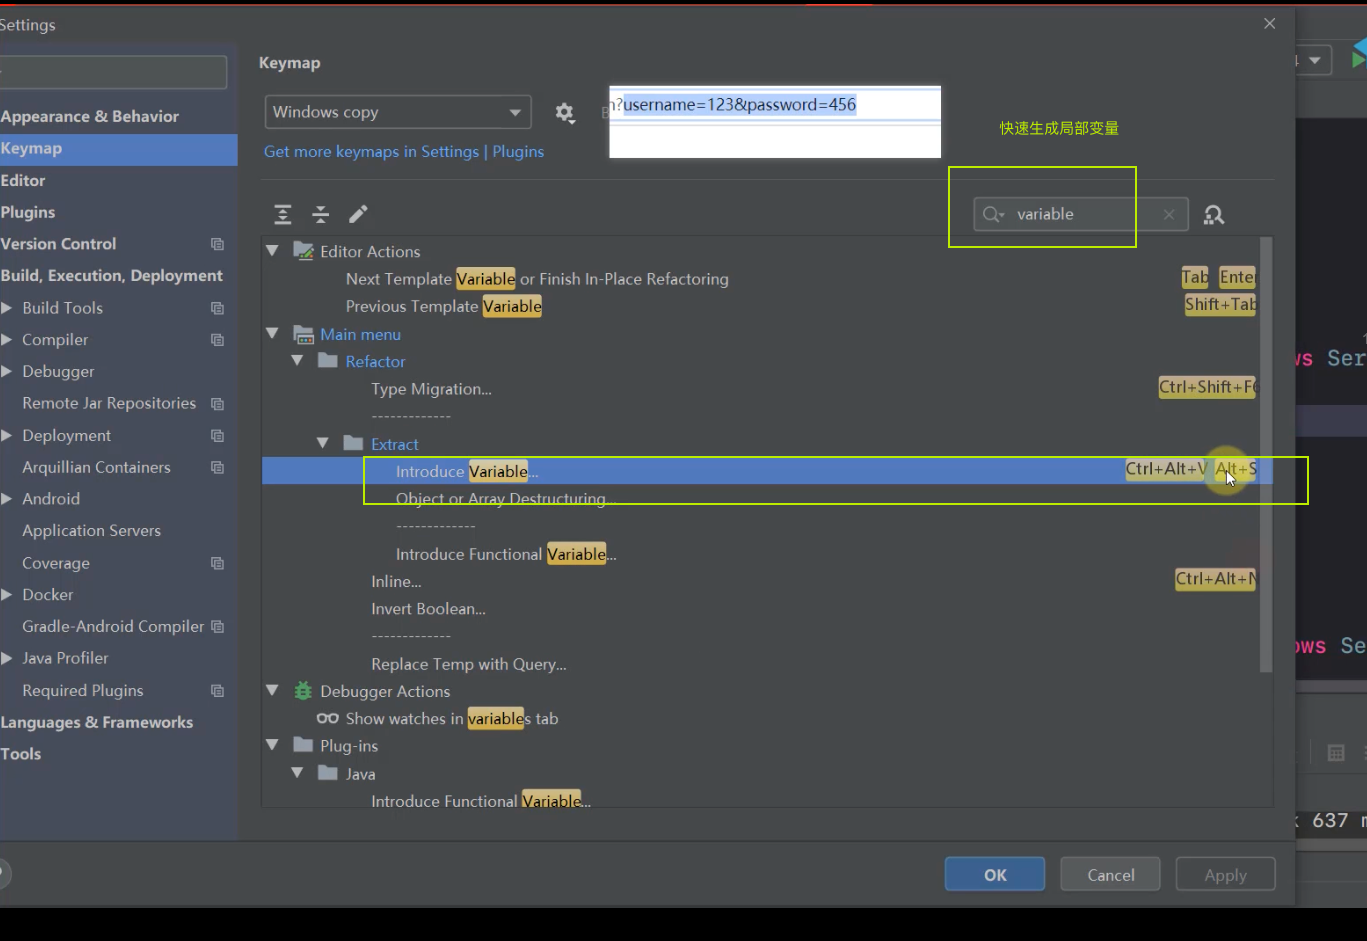 Settings
Keymap
Windows copy
n?username=123&password=456
快速生成局部变量
Get more keymaps in Settings | Plugins
variable
Appearance & Behavior
Keymap
Editor
Plugins
Version Control
Build, Execution, Deployment
Build Tools
Compiler
Debugger
Remote Jar Repositories
Deployment
Arquillian Containers
Android
Application Servers
Coverage
Docker
Gradle-Android Compiler
Java Profiler
Required Plugins
Languages & Frameworks
Tools
Editor Actions
Next Template Variable or Finish In-Place Refactoring Tab Enter
Previous Template Variable Shift+Tab
Main menu
Refactor
Type Migration... Ctrl+Shift+F6
-------------
Extract
Introduce Variable... Ctrl+Alt+V Alt+S
Object or Array Destructuring...
-------------
Introduce Functional Variable...
Inline... Ctrl+Alt+N
Invert Boolean...
-------------
Replace Temp with Query...
Debugger Actions
Show watches in variables tab
Plug-ins
Java
Introduce Functional Variable...
OK Cancel Apply
ws Ser
ows Se
637 m